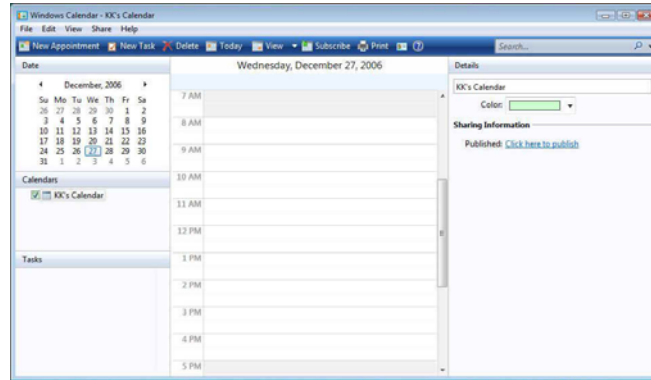 Windows Calendar - KK's Calendar
File Edit View Share Help
New Appointment New Task Delete Today View Subscribe Print Search...
Date
December, 2006
Su Mo Tu We Th Fr Sa
26 27 28 29 30 1 2
3 4 5 6 7 8 9
10 11 12 13 14 15 16
17 18 19 20 21 22 23
24 25 26 27 28 29 30
31 1 2 3 4 5 6
Calendars
KK's Calendar
Tasks
Wednesday, December 27, 2006
7 AM
8 AM
9 AM
10 AM
11 AM
12 PM
1 PM
2 PM
3 PM
4 PM
5 PM
Details
KK's Calendar
Color:
Sharing Information
Published: Click here to publish